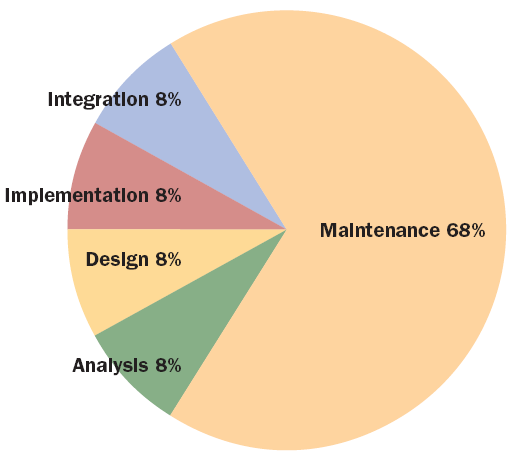 Integration 8%
Implementation 8%
Maintenance 68%
Design 8%
Analysis 8%